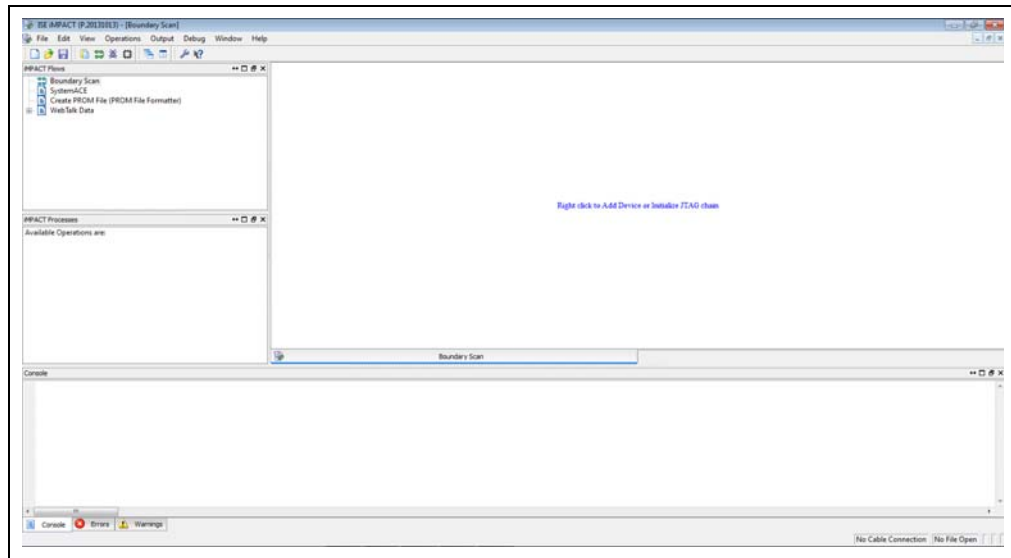 ISE iMPACT (P.20131013) - [Boundary Scan]
File Edit View Operations Output Debug Window Help
iMPACT Flows
Boundary Scan
SystemACE
Create PROM File (PROM File Formatter)
WebTalk Data
Right click to Add Device or Initialize JTAG chain
iMPACT Processes
Available Operations are:
Boundary Scan
Console
Console Errors Warnings
No Cable Connection No File Open